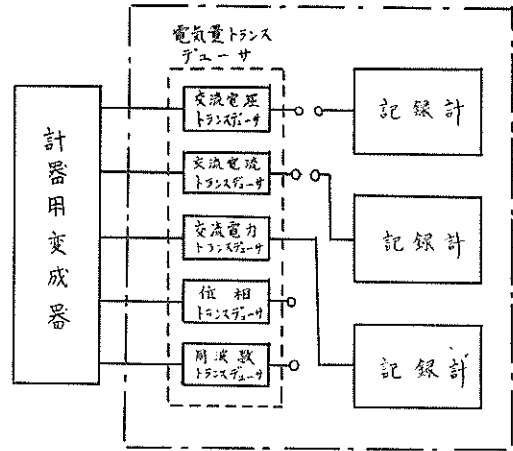 電気量トランス
デューサ
計器用変成器
交流電圧
トランスデューサ
交流電流
トランスデューサ
交流電力
トランスデューサ
位相
トランスデューサ
周波数
トランスデューサ
記録計
記録計
記録計